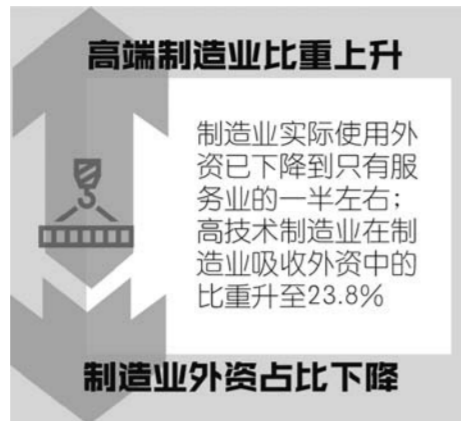 高端制造业比重上升
制造业实际使用外
资已下降到只有服
务业的一半左右；
高技术制造业在制
造业吸收外资中的
比重升至23.8%
制造业外资占比下降